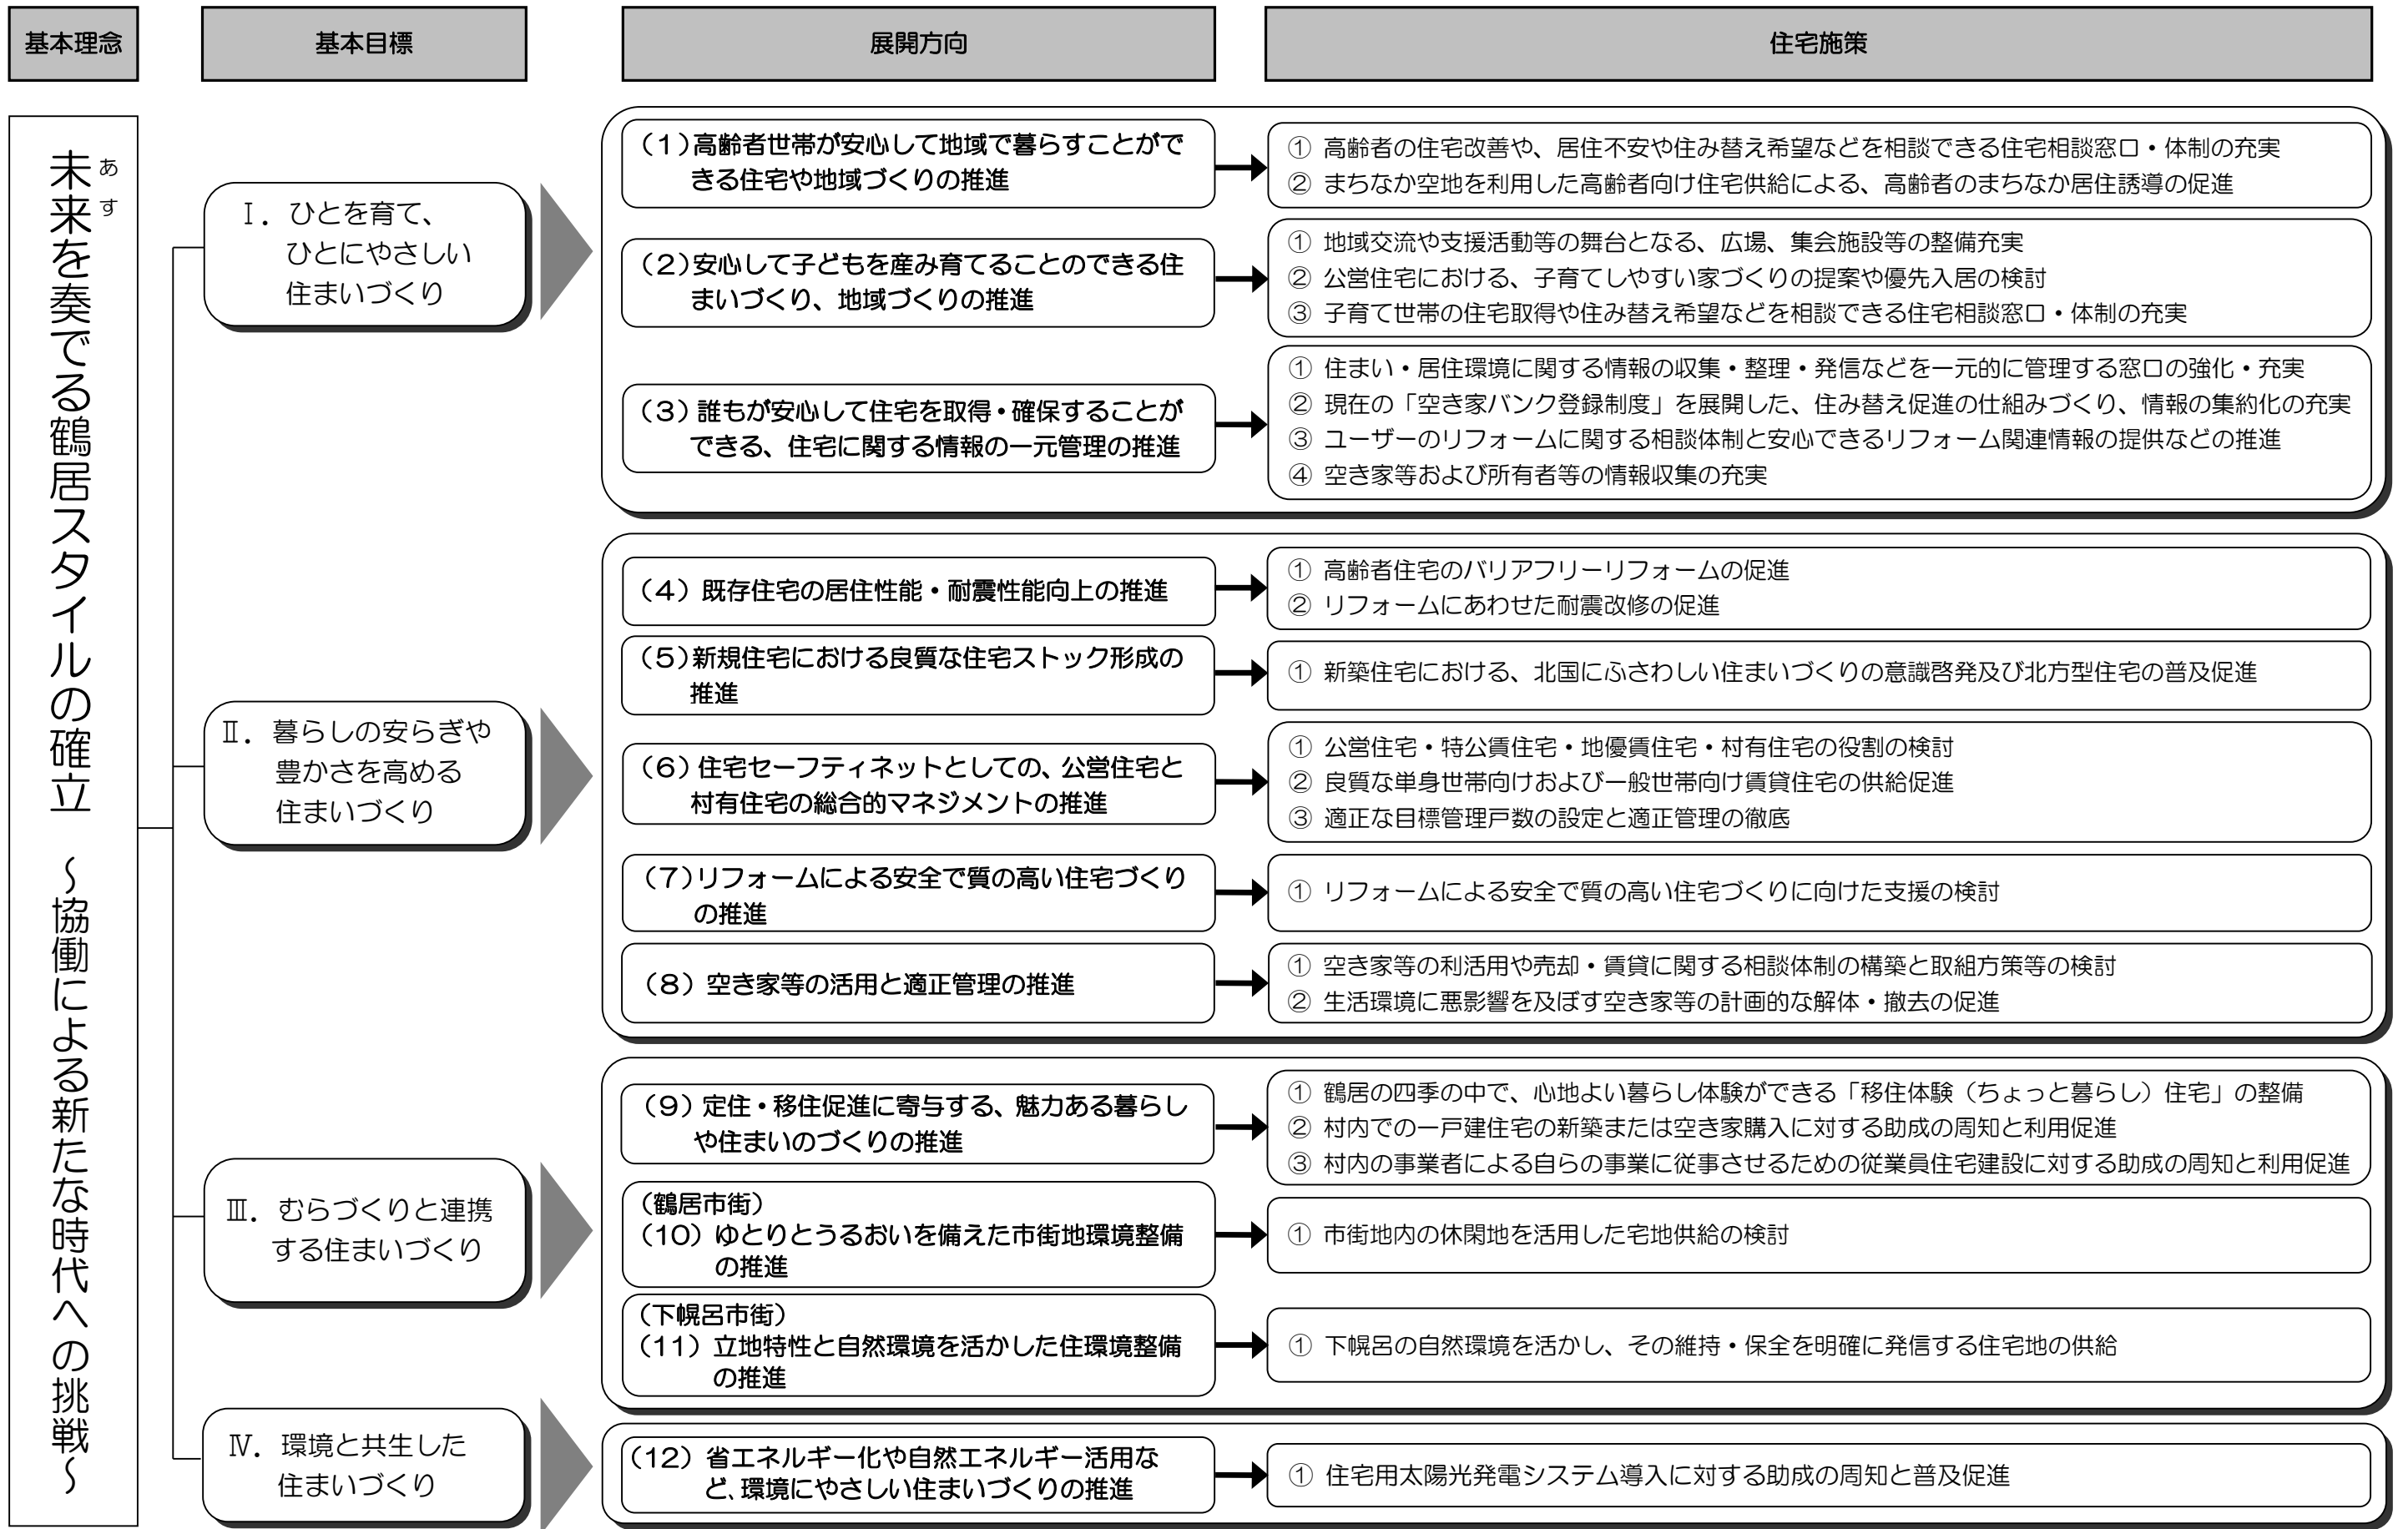 基本理念
基本目標
展開方向
住宅施策
未来を奏でる鶴居スタイルの確立　～協働による新たな時代への挑戦～
あす
Ⅰ．ひとを育て、
ひとにやさしい
住まいづくり
（１）高齢者世帯が安心して地域で暮らすことがで
きる住宅や地域づくりの推進
① 高齢者の住宅改善や、居住不安や住み替え希望などを相談できる住宅相談窓口・体制の充実
② まちなか空地を利用した高齢者向け住宅供給による、高齢者のまちなか居住誘導の促進
（２）安心して子どもを産み育てることのできる住
まいづくり、地域づくりの推進
① 地域交流や支援活動等の舞台となる、広場、集会施設等の整備充実
② 公営住宅における、子育てしやすい家づくりの提案や優先入居の検討
③ 子育て世帯の住宅取得や住み替え希望などを相談できる住宅相談窓口・体制の充実
（３）誰もが安心して住宅を取得・確保することが
できる、住宅に関する情報の一元管理の推進
① 住まい・居住環境に関する情報の収集・整理・発信などを一元的に管理する窓口の強化・充実
② 現在の「空き家バンク登録制度」を展開した、住み替え促進の仕組みづくり、情報の集約化の充実
③ ユーザーのリフォームに関する相談体制と安心できるリフォーム関連情報の提供などの推進
④ 空き家等および所有者等の情報収集の充実
Ⅱ．暮らしの安らぎや
豊かさを高める
住まいづくり
（４）既存住宅の居住性能・耐震性能向上の推進
① 高齢者住宅のバリアフリーリフォームの促進
② リフォームにあわせた耐震改修の促進
（５）新規住宅における良質な住宅ストック形成の
推進
① 新築住宅における、北国にふさわしい住まいづくりの意識啓発及び北方型住宅の普及促進
（６）住宅セーフティネットとしての、公営住宅と
村有住宅の総合的マネジメントの推進
① 公営住宅・特公賃住宅・地優賃住宅・村有住宅の役割の検討
② 良質な単身世帯向けおよび一般世帯向け賃貸住宅の供給促進
③ 適正な目標管理戸数の設定と適正管理の徹底
（７）リフォームによる安全で質の高い住宅づくり
の推進
① リフォームによる安全で質の高い住宅づくりに向けた支援の検討
（８）空き家等の活用と適正管理の推進
① 空き家等の利活用や売却・賃貸に関する相談体制の構築と取組方策等の検討
② 生活環境に悪影響を及ぼす空き家等の計画的な解体・撤去の促進
Ⅲ．むらづくりと連携
する住まいづくり
（９）定住・移住促進に寄与する、魅力ある暮らし
や住まいのづくりの推進
① 鶴居の四季の中で、心地よい暮らし体験ができる「移住体験（ちょっと暮らし）住宅」の整備
② 村内での一戸建住宅の新築または空き家購入に対する助成の周知と利用促進
③ 村内の事業者による自らの事業に従事させるための従業員住宅建設に対する助成の周知と利用促進
（鶴居市街）
（１０）ゆとりとうるおいを備えた市街地環境整備
の推進
① 市街地内の休閑地を活用した宅地供給の検討
（下幌呂市街）
（１１）立地特性と自然環境を活かした住環境整備
の推進
① 下幌呂の自然環境を活かし、その維持・保全を明確に発信する住宅地の供給
Ⅳ．環境と共生した
住まいづくり
（１２）省エネルギー化や自然エネルギー活用な
ど、環境にやさしい住まいづくりの推進
① 住宅用太陽光発電システム導入に対する助成の周知と普及促進